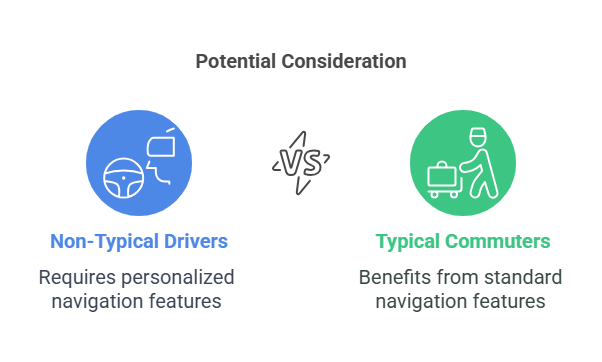 Potential Consideration
VS
Non-Typical Drivers
Typical Commuters
Requires personalized
navigation features
Benefits from standard
navigation features